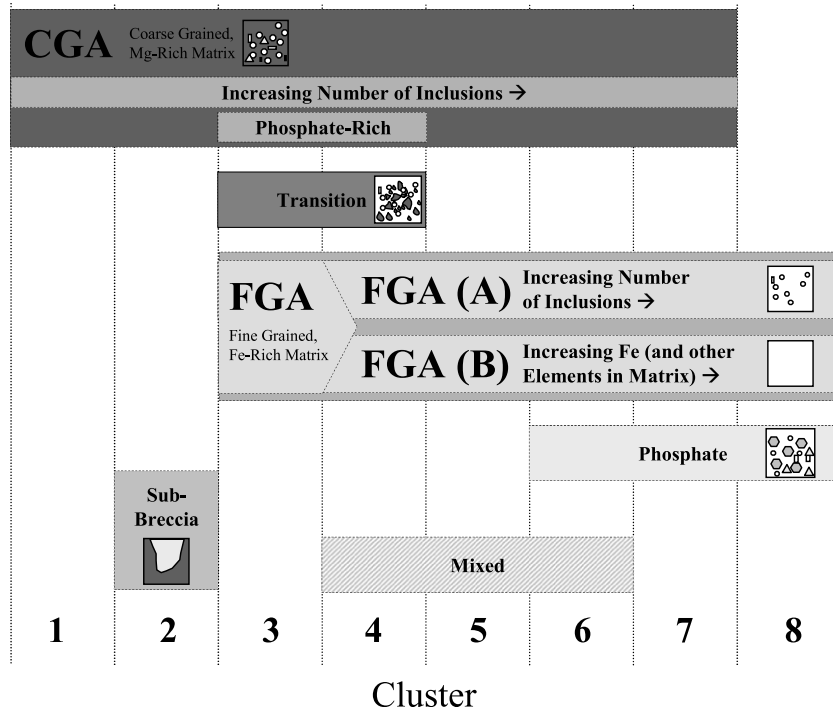 CGA
Coarse Grained,
Mg-Rich Matrix
Increasing Number of Inclusions →
Phosphate-Rich
Transition
FGA
Fine Grained,
Fe-Rich Matrix
FGA (A)
Increasing Number
of Inclusions →
FGA (B)
Increasing Fe (and other
Elements in Matrix) →
Phosphate
Sub-
Breccia
Mixed
1 2 3 4 5 6 7 8
Cluster